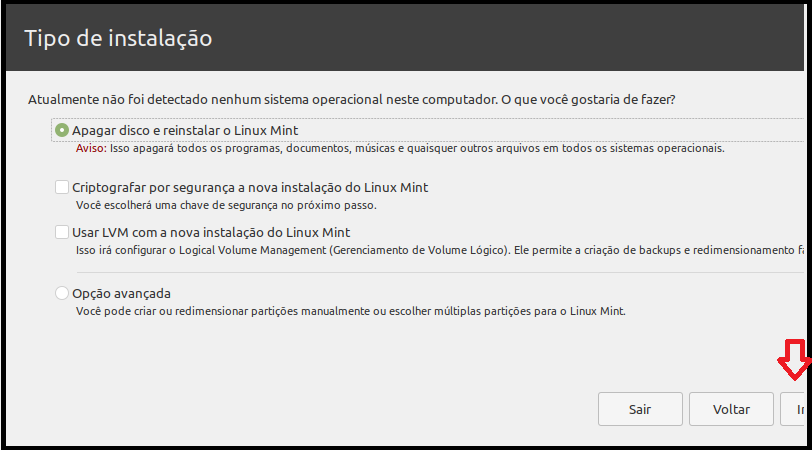 Tipo de instalação
Atualmente não foi detectado nenhum sistema operacional neste computador. O que você gostaria de fazer?
Apagar disco e reinstalar o Linux Mint
Aviso: Isso apagará todos os programas, documentos, músicas e quaisquer outros arquivos em todos os sistemas operacionais.
Criptografar por segurança a nova instalação do Linux Mint
Você escolherá uma chave de segurança no próximo passo.
Usar LVM com a nova instalação do Linux Mint
Isso irá configurar o Logical Volume Management (Gerenciamento de Volume Lógico). Ele permite a criação de backups e redimensionamento
Opção avançada
Você pode criar ou redimensionar partições manualmente ou escolher múltiplas partições para o Linux Mint.
Sair Voltar